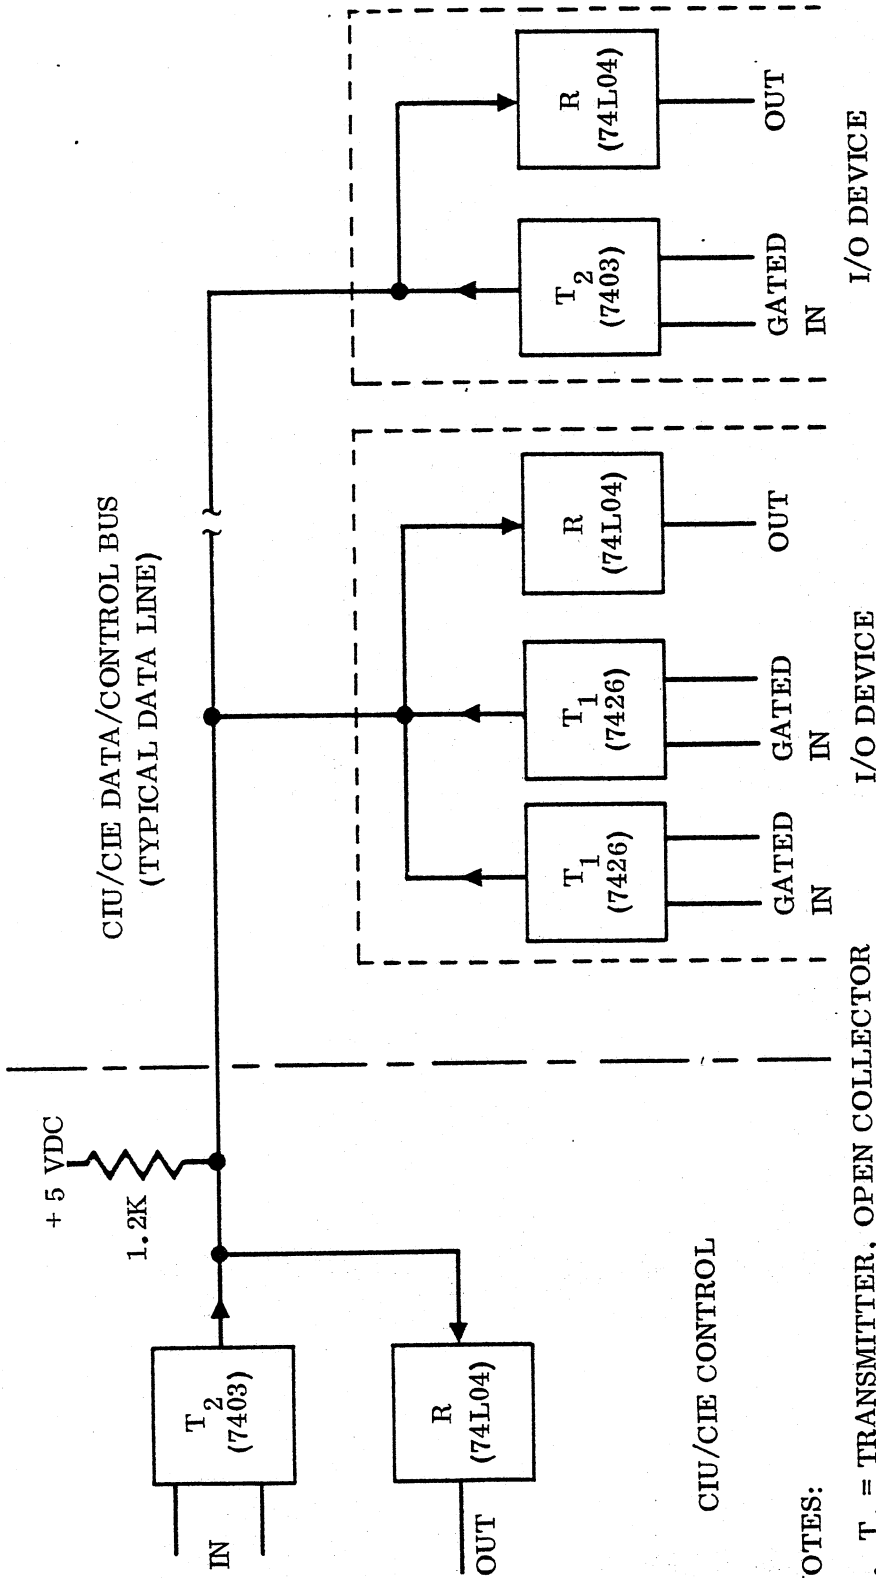 CIU/CIE DATA/CONTROL BUS
(TYPICAL DATA LINE)
+ 5 VDC
1.2K
T2
(7403)
IN
R
(74L04)
OUT
CIU/CIE CONTROL
T1
(7426)
GATED
IN
T1
(7426)
GATED
IN
R
(74L04)
OUT
I/O DEVICE
T2
(7403)
GATED
IN
R
(74L04)
OUT
I/O DEVICE
OTES:
= TRANSMITTER, OPEN COLLECTOR